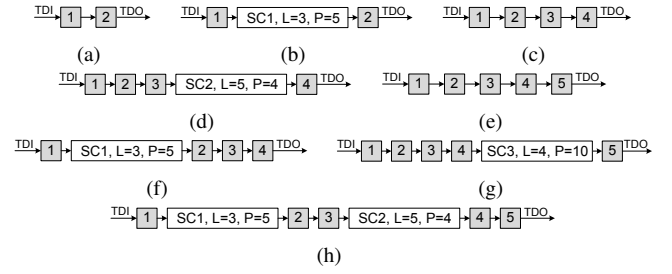 TDI 1 2 TDO
TDI 1 SC1, L=3, P=5 2 TDO
TDI 1 2 3 4 TDO
(a)
(b)
(c)
TDI 1 2 3 SC2, L=5, P=4 4 TDO
TDI 1 2 3 4 5 TDO
(d)
(e)
TDI 1 SC1, L=3, P=5 2 3 4 TDO
TDI 1 2 3 4 SC3, L=4, P=10 5 TDO
(f)
(g)
TDI 1 SC1, L=3, P=5 2 3 SC2, L=5, P=4 4 5 TDO
(h)